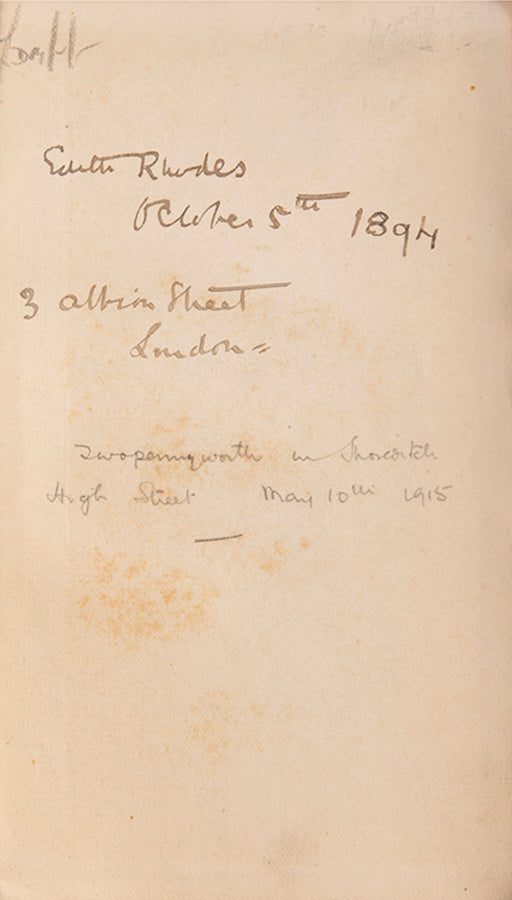 Edith Rhodes
October 5th 1894
3 Albion Street
London =
Twopennyworth in Shoreditch
High Street May 10th 1915